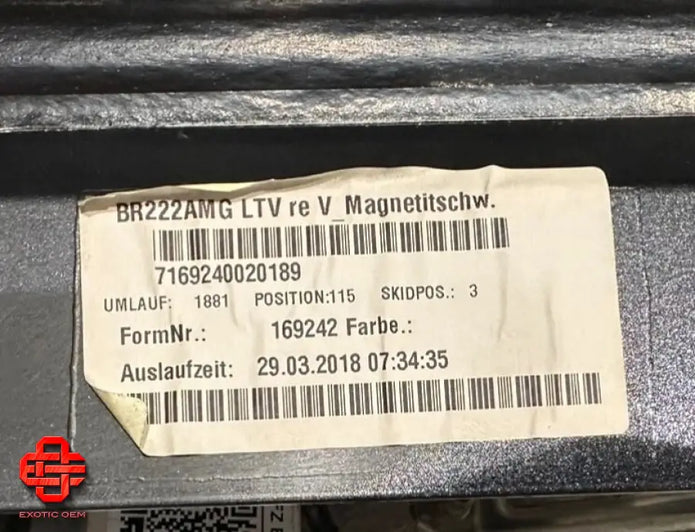 BR222AMG LTV re V_Magnetitschw.
7169240020189
UMLAUF: 1881 POSITION:115 SKIDPOS.: 3
FormNr.: 169242 Farbe.:
Auslaufzeit: 29.03.2018 07:34:35
EXOTIC OEM